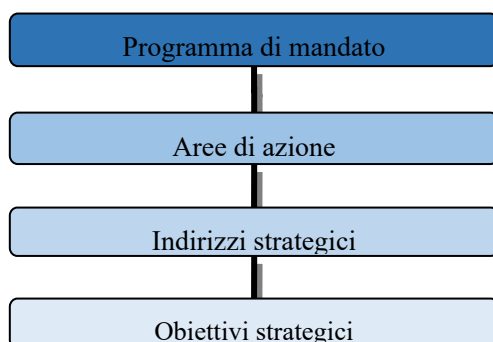 Programma di mandato
Aree di azione
Indirizzi strategici
Obiettivi strategici